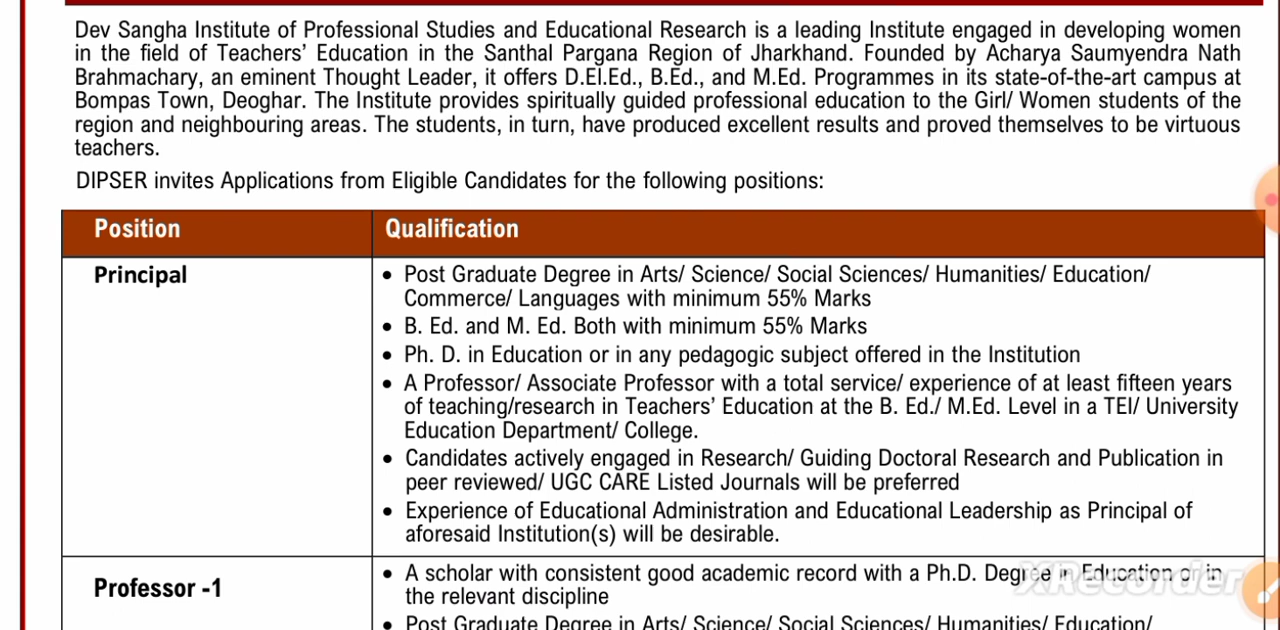 Dev Sangha Institute of Professional Studies and Educational Research is a leading Institute engaged in developing women
in the field of Teachers' Education in the Santhal Pargana Region of Jharkhand. Founded by Acharya Saumyendra Nath
Brahmachary, an eminent Thought Leader, it offers D.El.Ed., B.Ed., and M.Ed. Programmes in its state-of-the-art campus at
Bompas Town, Deoghar. The Institute provides spiritually guided professional education to the Girl/ Women students of the
region and neighbouring areas. The students, in turn, have produced excellent results and proved themselves to be virtuous
teachers.
DIPSER invites Applications from Eligible Candidates for the following positions:
Position Qualification
Principal
• Post Graduate Degree in Arts/ Science/ Social Sciences/ Humanities/ Education/
Commerce/ Languages with minimum 55% Marks
• B. Ed. and M. Ed. Both with minimum 55% Marks
• Ph. D. in Education or in any pedagogic subject offered in the Institution
• A Professor/ Associate Professor with a total service/ experience of at least fifteen years
of teaching/research in Teachers' Education at the B. Ed./ M.Ed. Level in a TEI/ University
Education Department/ College.
• Candidates actively engaged in Research/ Guiding Doctoral Research and Publication in
peer reviewed/ UGC CARE Listed Journals will be preferred
• Experience of Educational Administration and Educational Leadership as Principal of
aforesaid Institution(s) will be desirable.
Professor -1
• A scholar with consistent good academic record with a Ph.D. Degree in Education or in
the relevant discipline
• Post Graduate Degree in Arts/ Science/ Social Sciences/ Humanities/ Education/
XRecorder